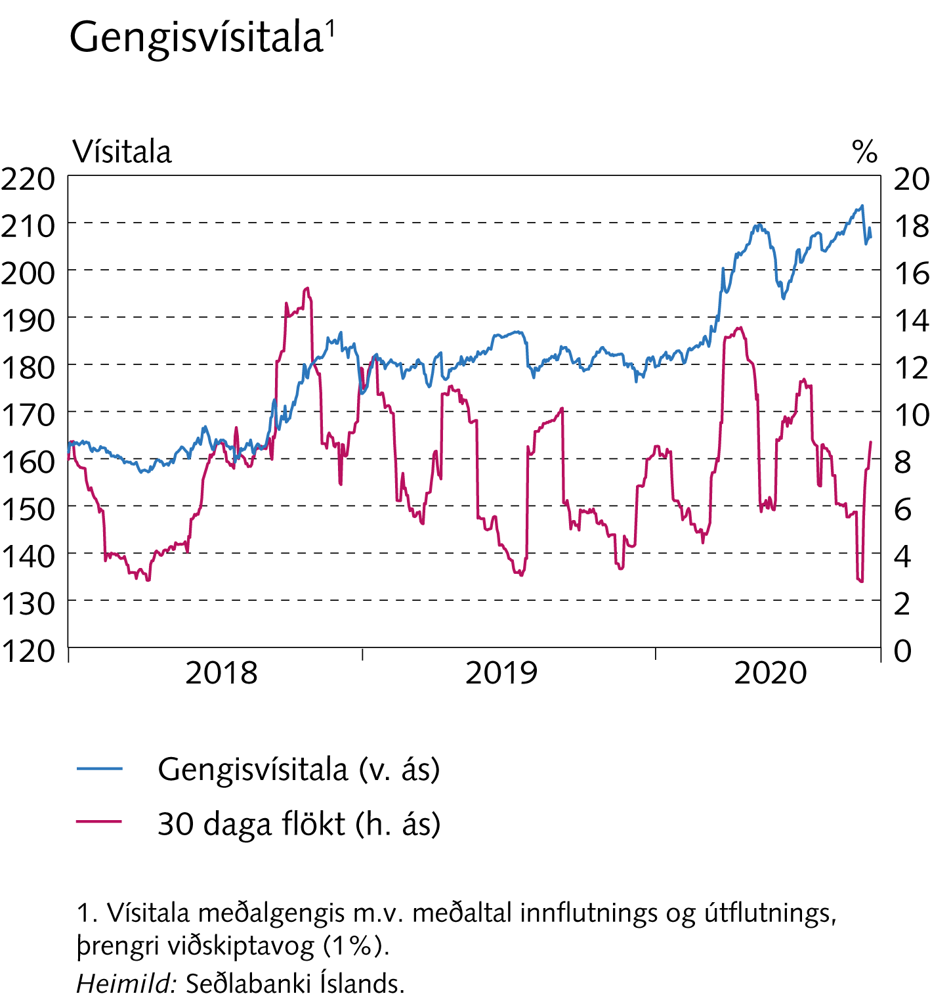 Gengisvísitala¹
Vísitala %
220 20
210 18
200 16
190 14
180 12
170 10
160 8
150 6
140 4
130 2
120 0
2018 2019 2020
Gengisvísitala (v. ás)
30 daga flökt (h. ás)
1. Vísitala meðalgengis m.v. meðaltal innflutnings og útflutnings,
þrengri viðskiptavog (1%).
Heimild: Seðlabanki Íslands.